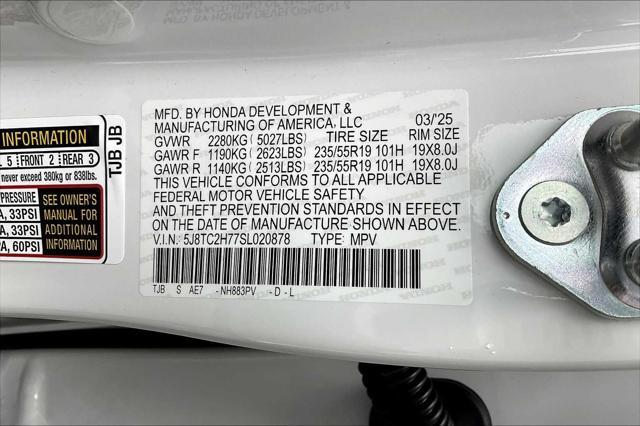 MFD. BY HONDA DEVELOPMENT &
MANUFACTURING OF AMERICA, LLC 03/'25
GVWR 2280KG (5027LBS) TIRE SIZE RIM SIZE
GAWR F 1190KG (2623LBS) 235/55R19 101H 19X8.0J
GAWR R 1140KG (2513LBS) 235/55R19 101H 19X8.0J
THIS VEHICLE CONFORMS TO ALL APPLICABLE
FEDERAL MOTOR VEHICLE SAFETY
AND THEFT PREVENTION STANDARDS IN EFFECT
ON THE DATE OF MANUFACTURE SHOWN ABOVE.
V.I.N.: 5J8TC2H77SL020878 TYPE: MPV
TJB S AE7 -NH883PV -D-L
INFORMATION
5 FRONT 2 REAR 3
never exceed 380kg or 838lbs.
PRESSURE
33PSI
33PSI
60PSI
SEE OWNER'S
MANUAL FOR
ADDITIONAL
INFORMATION
TJB JB